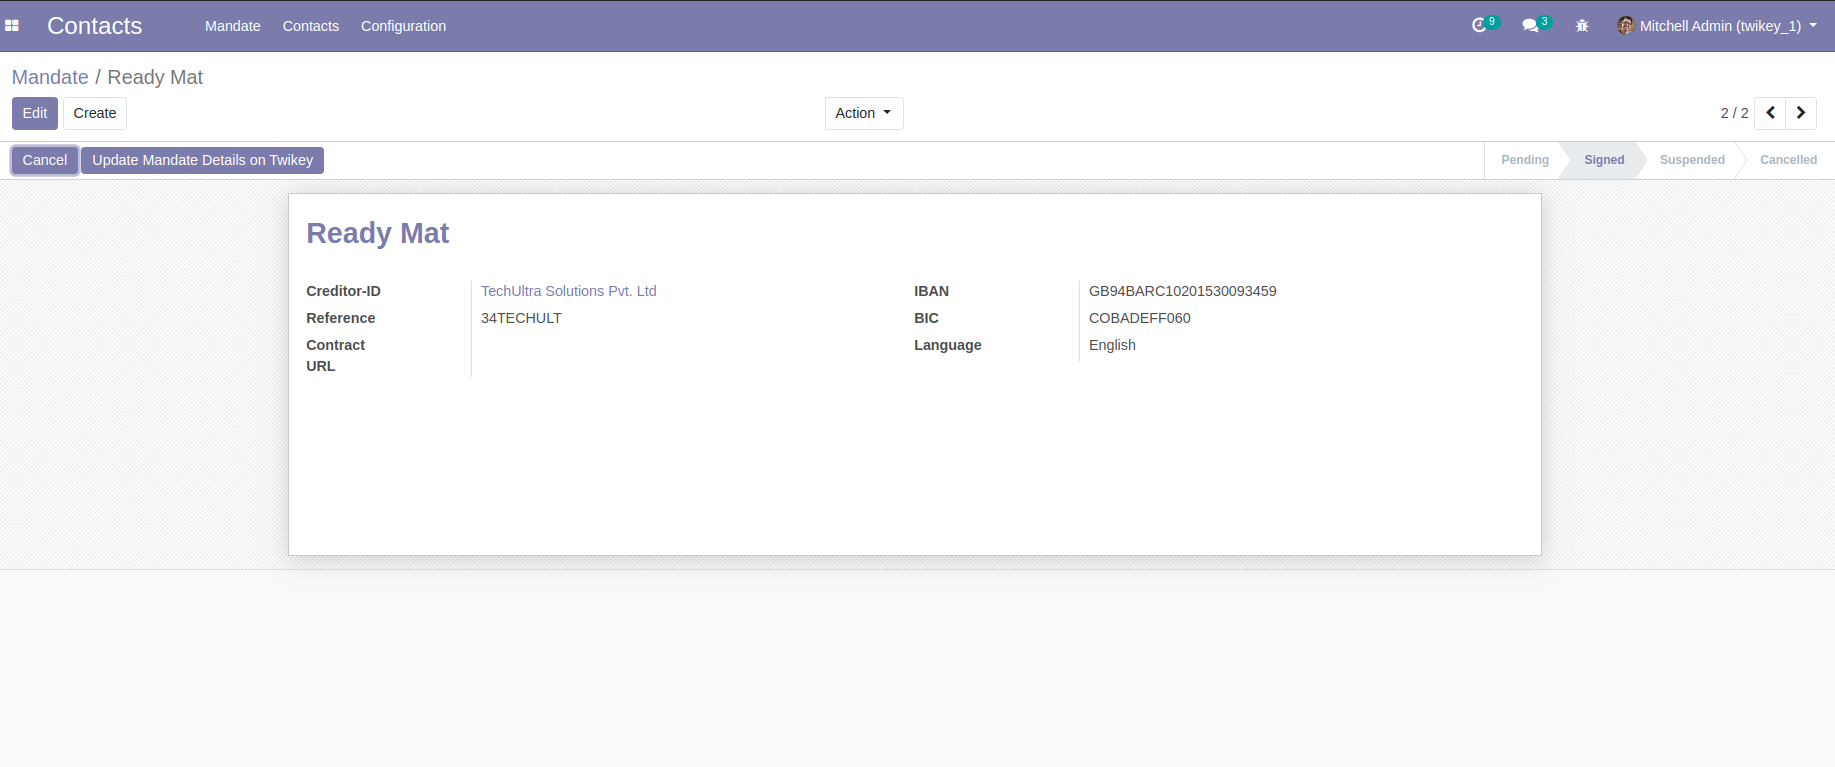 Contacts Mandate Contacts Configuration 9 3 Mitchell Admin (twikey_1)
Mandate / Ready Mat
Edit Create Action 2 / 2
Cancel Update Mandate Details on Twikey Pending Signed Suspended Cancelled
Ready Mat
Creditor-ID TechUltra Solutions Pvt. Ltd IBAN GB94BARC10201530093459
Reference 34TECHULT BIC COBADEFF060
Contract Language English
URL